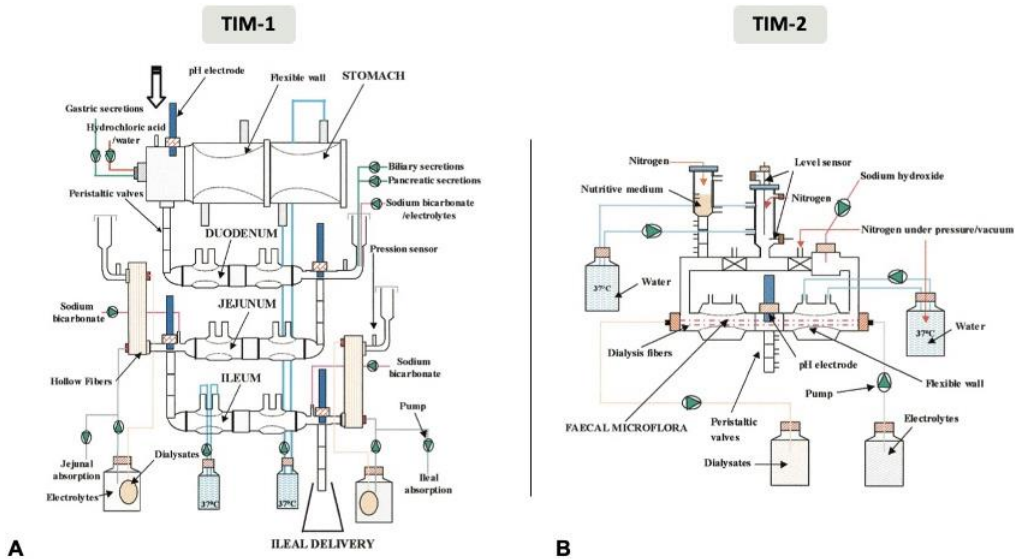 TIM-1
TIM-2
pH electrode
Flexible wall
STOMACH
Gastric secretions
Hydrochloric acid
/water
Peristaltic valves
Biliary secretions
Pancreatic secretions
Sodium bicarbonate
/electrolytes
DUODENUM
Pression sensor
Sodium
bicarbonate
JEJUNUM
Hollow Fibers
ILEUM
Sodium
bicarbonate
Pump
Jejunal
absorption
Dialysates
Electrolytes
37°C
37°C
Ileal
absorption
ILEAL DELIVERY
A
Nitrogen
Level sensor
Nutritive medium
Nitrogen
Sodium hydroxide
Nitrogen under pressure/vacuum
37°C
Water
37°C
Water
Dialysis fibers
pH electrode
Flexible wall
Pump
FAECAL MICROFLORA
Peristaltic
valves
Electrolytes
Dialysates
B